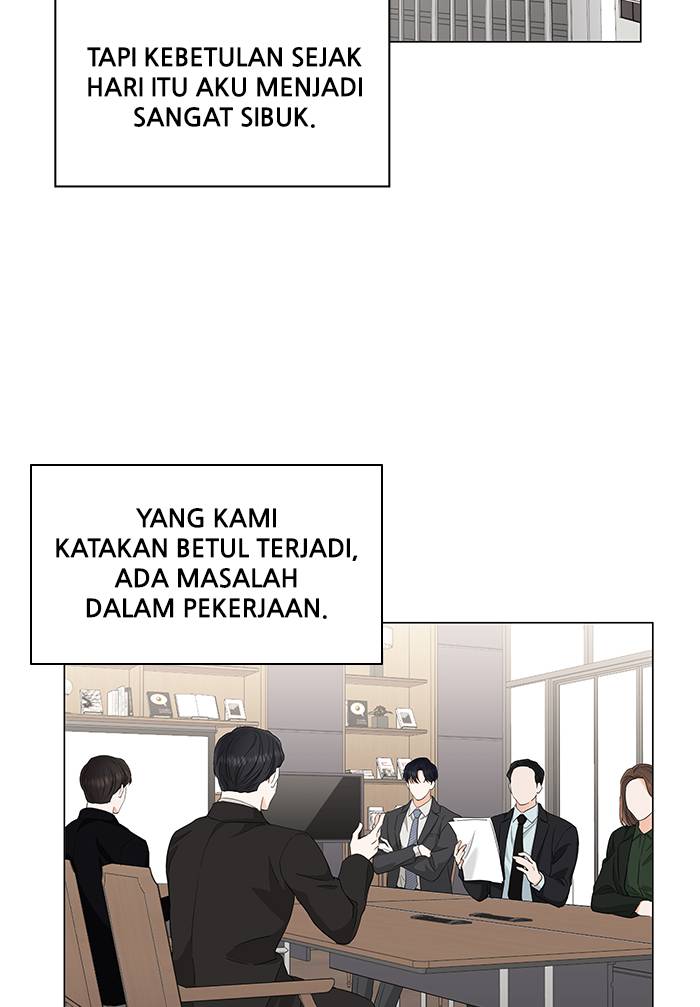 TAPI KEBETULAN SEJAK
HARI ITU AKU MENJADI
SANGAT SIBUK.
YANG KAMI
KATAKAN BETUL TERJADI,
ADA MASALAH
DALAM PEKERJAAN.